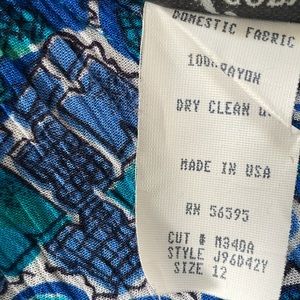 DOMESTIC FABRIC
100% RAYON
DRY CLEAN
MADE IN USA
RN 56595
CUT # M340A
STYLE J96D42Y
SIZE 12